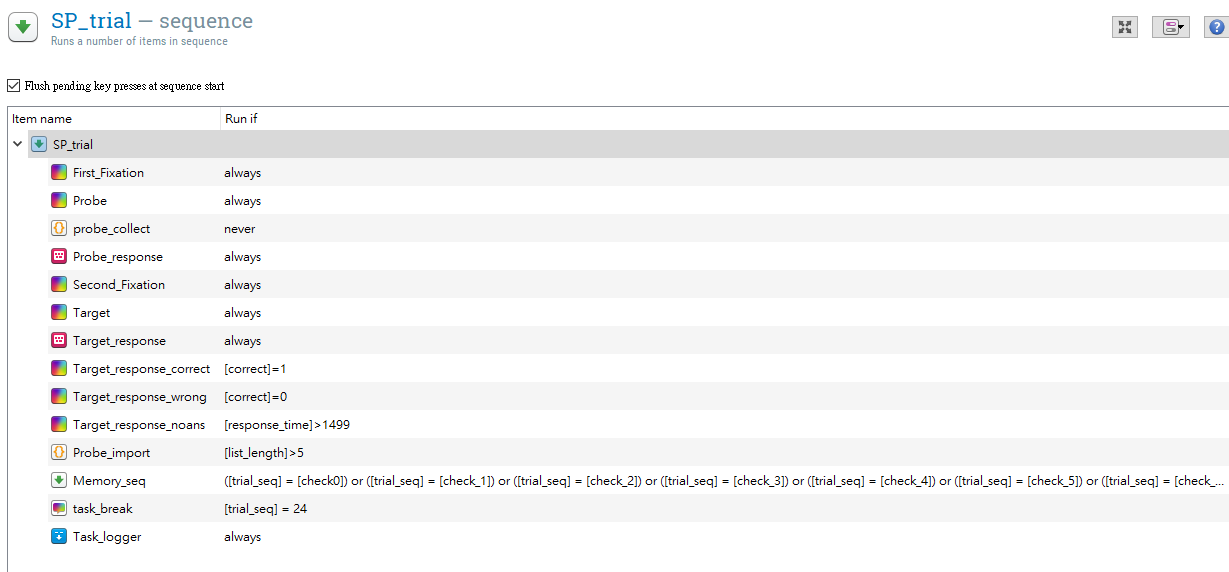 SP_trial – sequence
Runs a number of items in sequence
Flush pending key presses at sequence start
Item name Run if
SP_trial
First_Fixation always
Probe always
probe_collect never
Probe_response always
Second_Fixation always
Target always
Target_response always
Target_response_correct [correct]=1
Target_response_wrong [correct]=0
Target_response_noans [response_time]>1499
Probe_import [list_length]>5
Memory_seq ([trial_seq] = [check0]) or ([trial_seq] = [check_1]) or ([trial_seq] = [check_2]) or ([trial_seq] = [check_3]) or ([trial_seq] = [check_4]) or ([trial_seq] = [check_5]) or ([trial_seq] = [check_...
task_break [trial_seq] = 24
Task_logger always